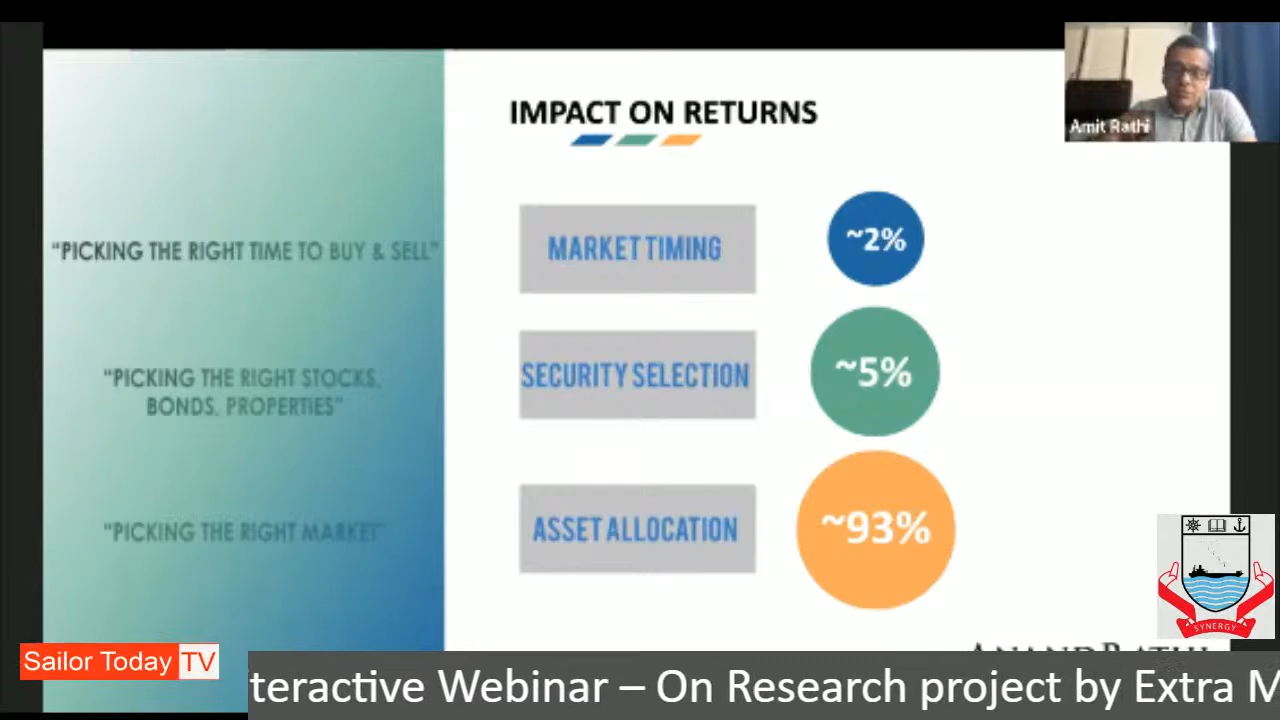 IMPACT ON RETURNS
Amit Rathi
"PICKING THE RIGHT TIME TO BUY & SELL"
MARKET TIMING
~2%
"PICKING THE RIGHT STOCKS,
BONDS, PROPERTIES"
SECURITY SELECTION
~5%
"PICKING THE RIGHT MARKET"
ASSET ALLOCATION
~93%
SYNERGY
ANAND RATHI
Sailor Today TV
teractive Webinar – On Research project by Extra M